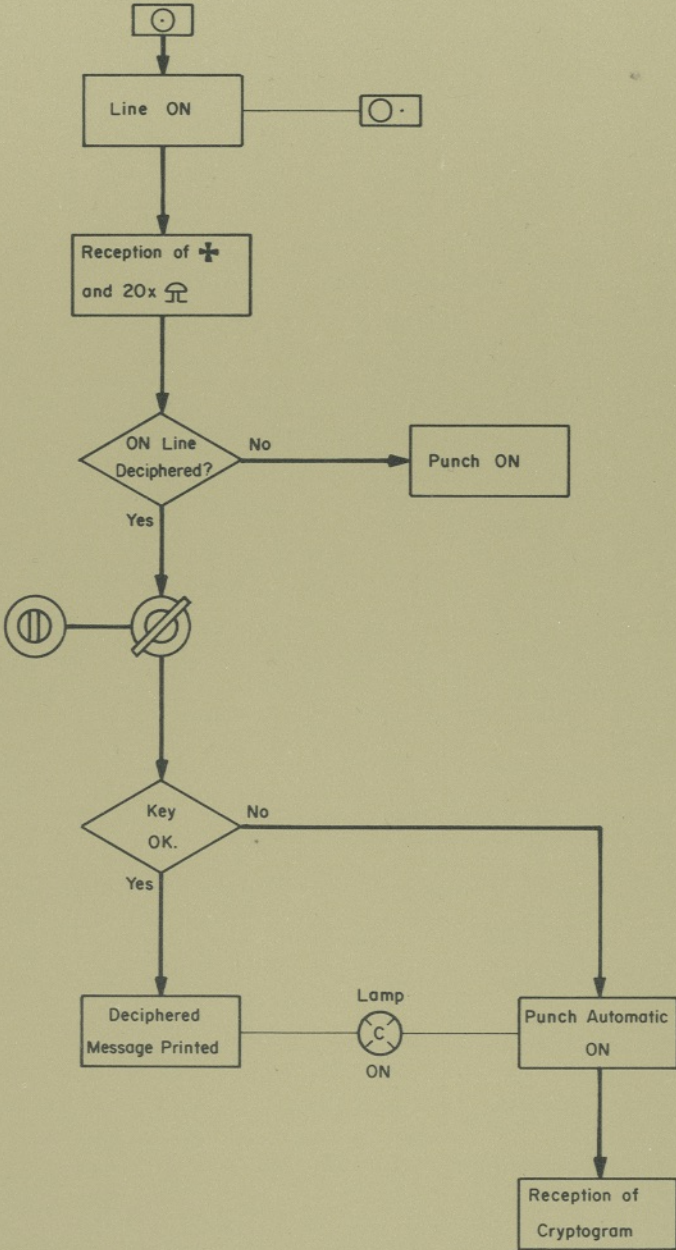 Line ON
Reception of ✠
and 20x
ON Line
Deciphered?
No
Punch ON
Yes
Key
OK.
No
Yes
Deciphered
Message Printed
Lamp
C
ON
Punch Automatic
ON
Reception of
Cryptogram